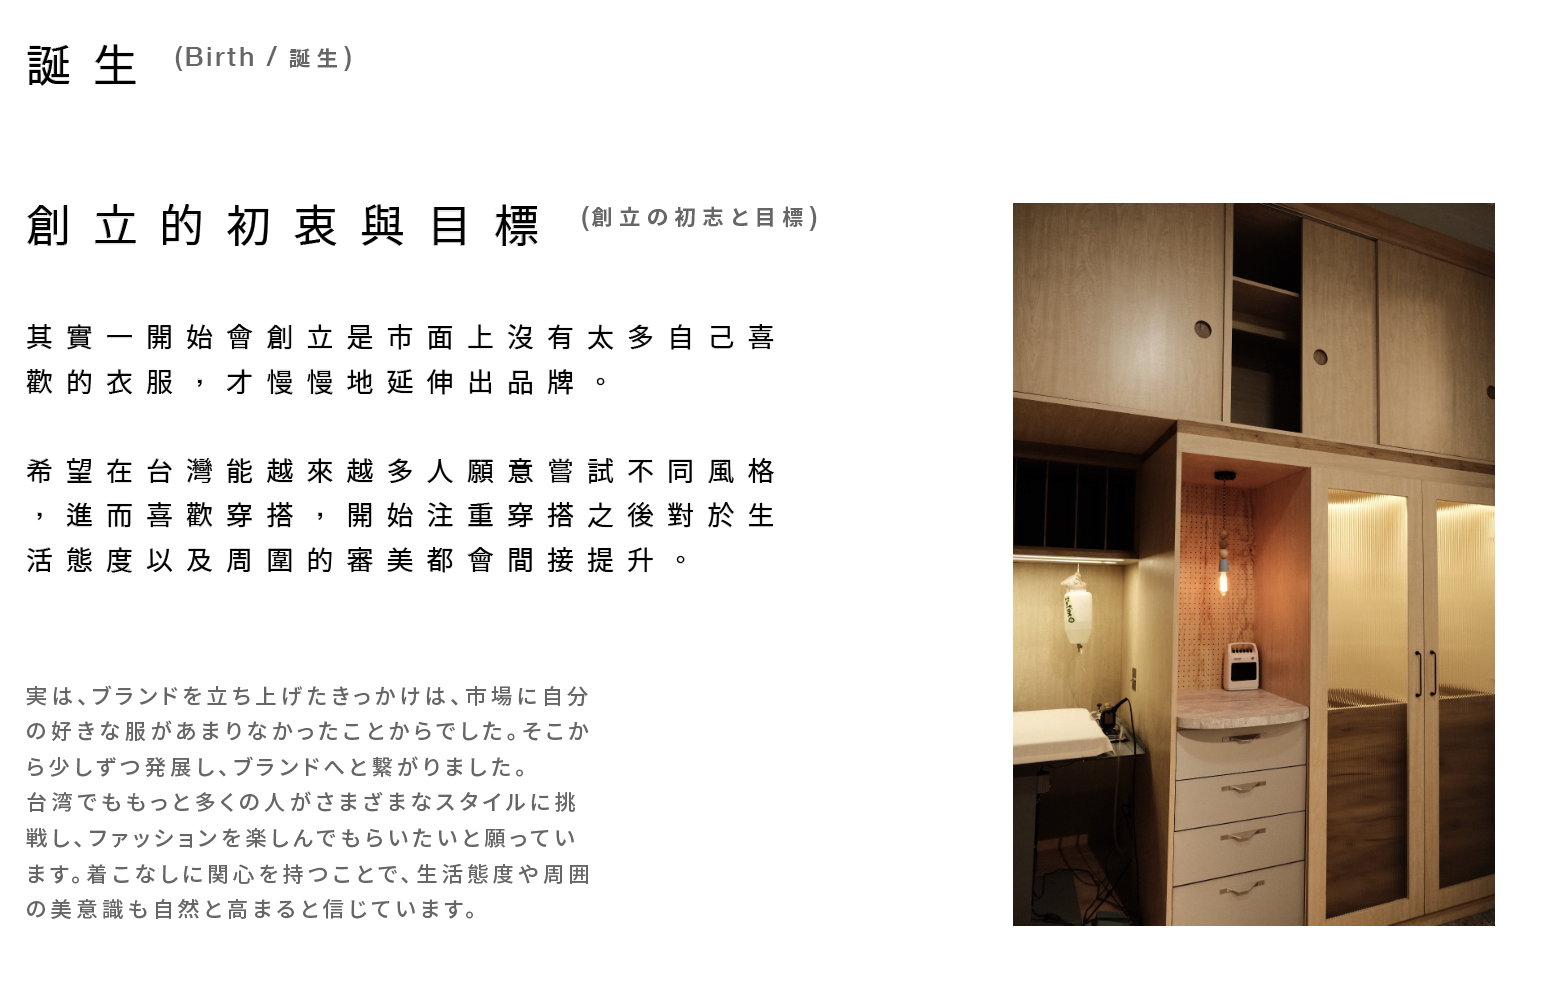 誕生 (Birth / 誕生)
創立的初衷與目標 (創立の初志と目標)
其實一開始會創立是市面上沒有太多自己喜
歡的衣服，才慢慢地延伸出品牌。
希望在台灣能越來越多人願意嘗試不同風格
，進而喜歡穿搭，開始注重穿搭之後對於生
活態度以及周圍的審美都會間接提升。
実は、ブランドを立ち上げたきっかけは、市場に自分
の好きな服があまりなかったことからでした。そこか
ら少しずつ発展し、ブランドへと繋がりました。
台湾でももっと多くの人がさまざまなスタイルに挑
戦し、ファッションを楽しんでもらいたいと願ってい
ます。着こなしに関心を持つことで、生活態度や周囲
の美意識も自然と高まると信じています。